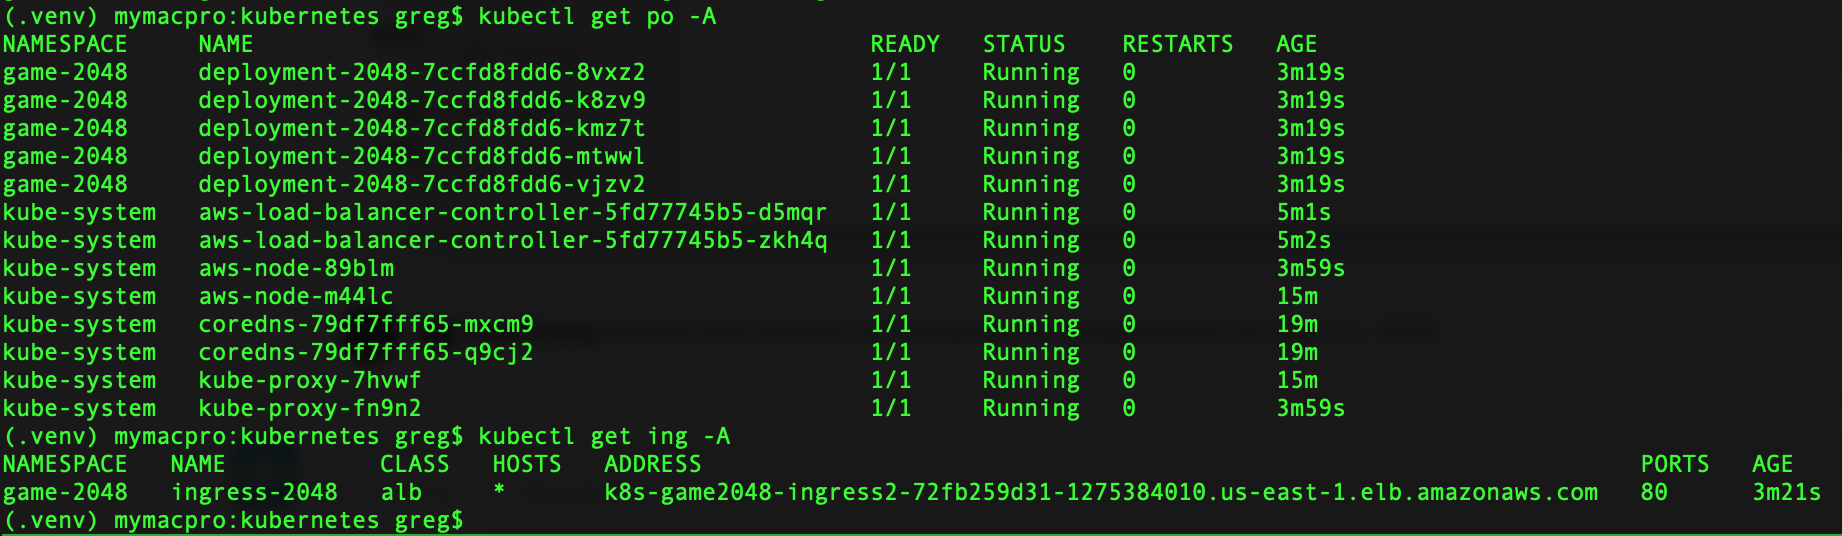 (.venv) mymacpro:kubernetes greg$ kubectl get po -A
NAMESPACE     NAME                                            READY   STATUS    RESTARTS   AGE
game-2048     deployment-2048-7ccfd8fdd6-8vxz2                1/1     Running   0          3m19s
game-2048     deployment-2048-7ccfd8fdd6-k8zv9                1/1     Running   0          3m19s
game-2048     deployment-2048-7ccfd8fdd6-kmz7t                1/1     Running   0          3m19s
game-2048     deployment-2048-7ccfd8fdd6-mtwwl                1/1     Running   0          3m19s
game-2048     deployment-2048-7ccfd8fdd6-vjzv2                1/1     Running   0          3m19s
kube-system   aws-load-balancer-controller-5fd77745b5-d5mqr   1/1     Running   0          5m1s
kube-system   aws-load-balancer-controller-5fd77745b5-zkh4q   1/1     Running   0          5m2s
kube-system   aws-node-89blm                                  1/1     Running   0          3m59s
kube-system   aws-node-m44lc                                  1/1     Running   0          15m
kube-system   coredns-79df7fff65-mxcm9                        1/1     Running   0          19m
kube-system   coredns-79df7fff65-q9cj2                        1/1     Running   0          19m
kube-system   kube-proxy-7hvwf                                1/1     Running   0          15m
kube-system   kube-proxy-fn9n2                                1/1     Running   0          3m59s
(.venv) mymacpro:kubernetes greg$ kubectl get ing -A
NAMESPACE   NAME           CLASS   HOSTS   ADDRESS                                                                   PORTS   AGE
game-2048   ingress-2048   alb     *       k8s-game2048-ingress2-72fb259d31-1275384010.us-east-1.elb.amazonaws.com   80      3m21s
(.venv) mymacpro:kubernetes greg$